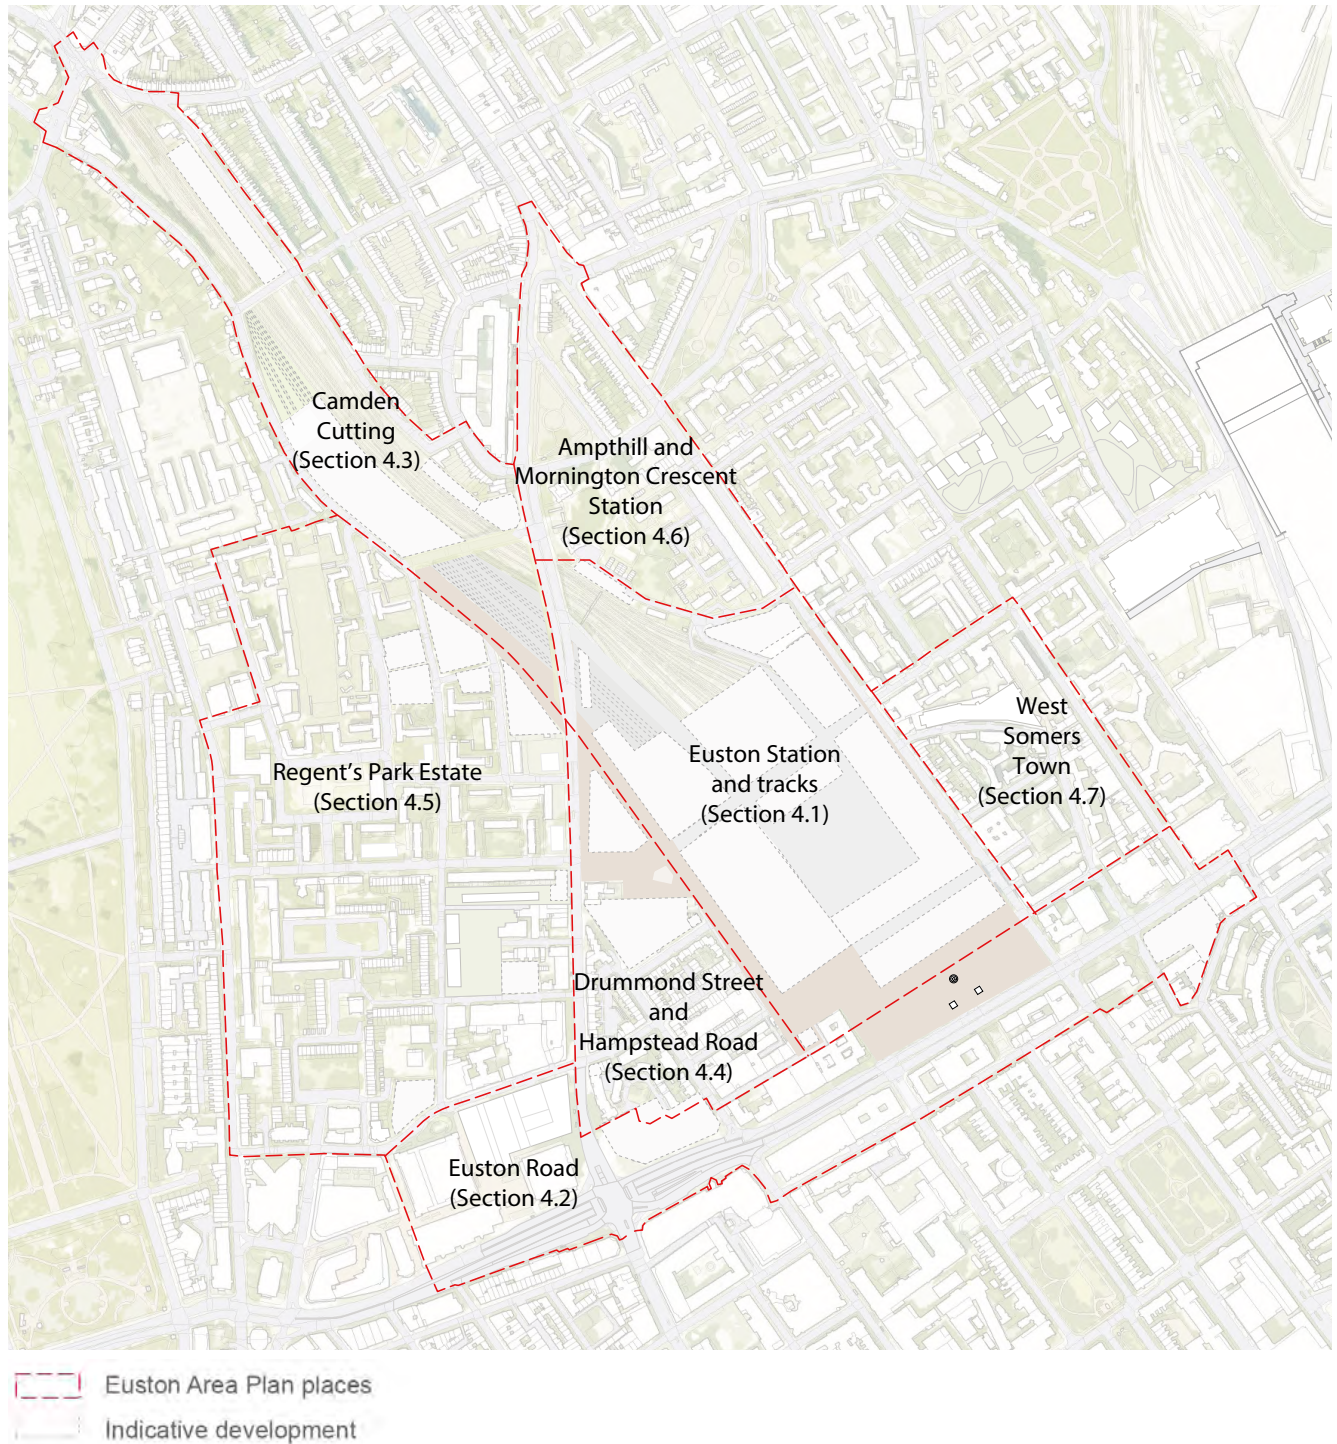 Camden
Cutting
(Section 4.3)
Ampthill and
Mornington Crescent
Station
(Section 4.6)
West
Somers
Town
(Section 4.7)
Euston Station
and tracks
(Section 4.1)
Regent's Park Estate
(Section 4.5)
Drummond Street
and
Hampstead Road
(Section 4.4)
Euston Road
(Section 4.2)
Euston Area Plan places
Indicative development